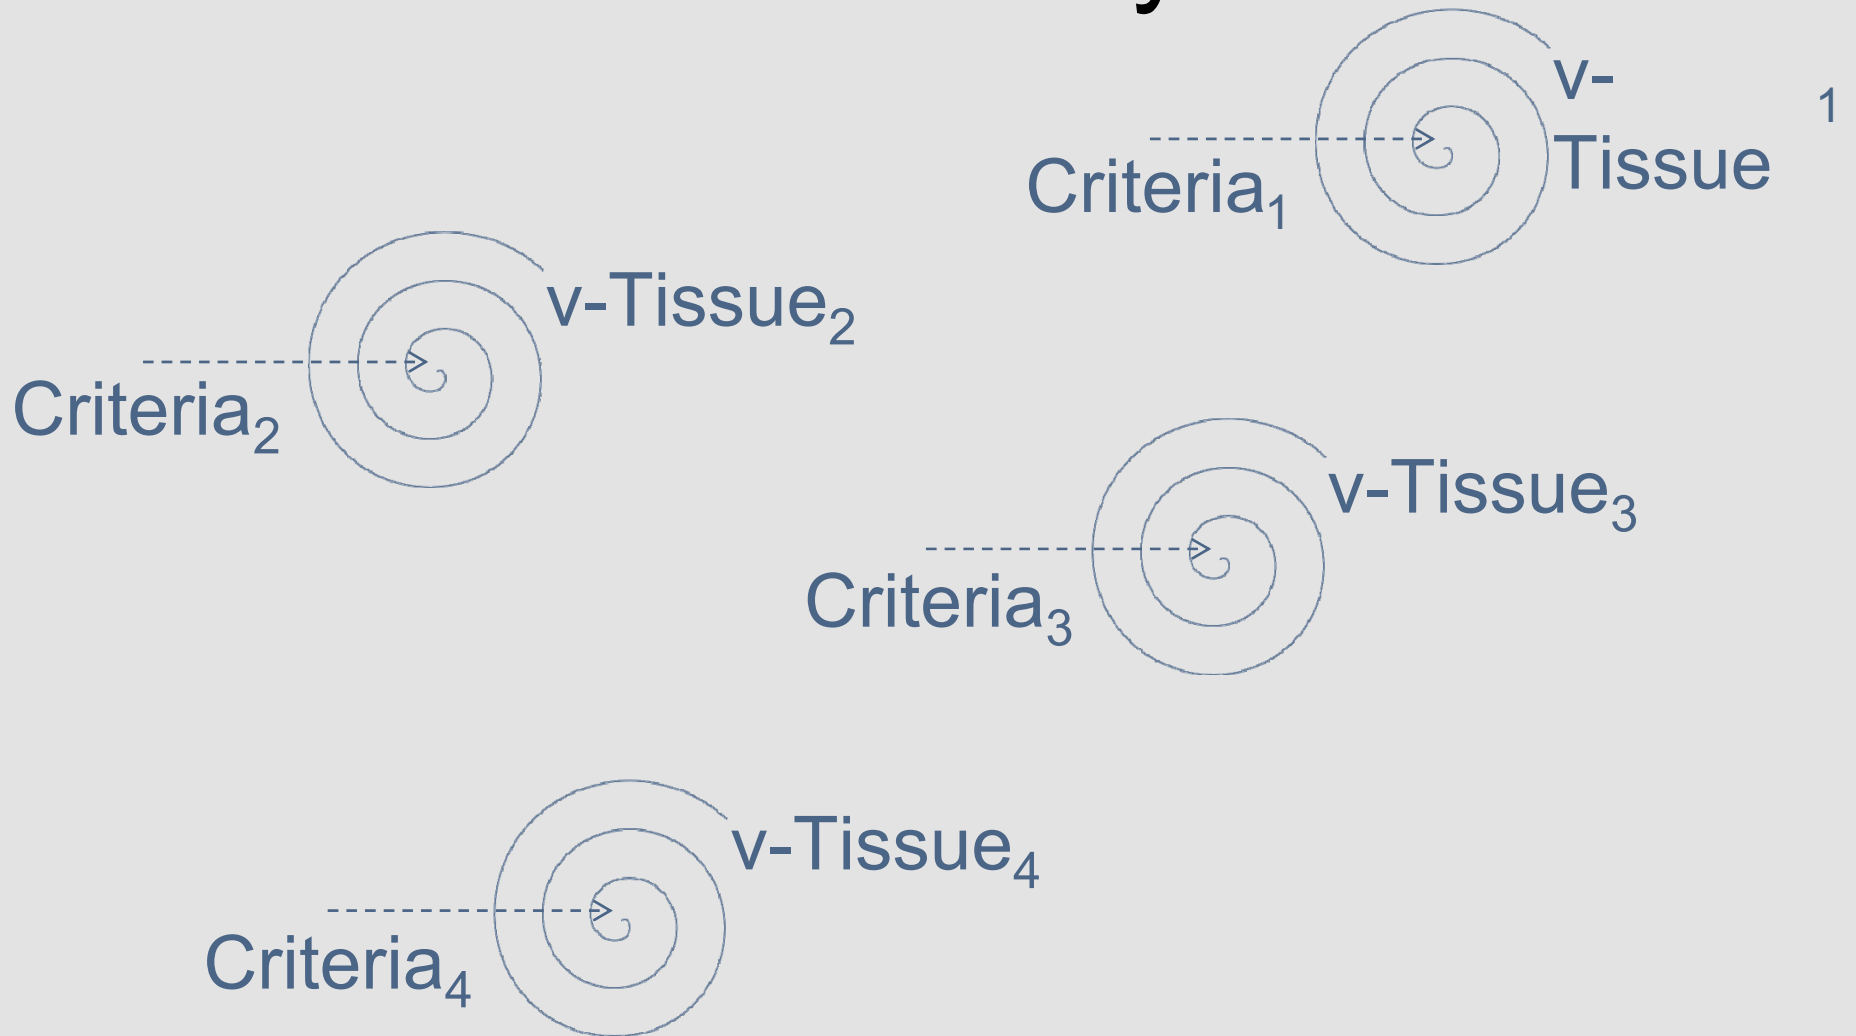 v-
Tissue 1
Criteria1
v-Tissue2
Criteria2
v-Tissue3
Criteria3
v-Tissue4
Criteria4